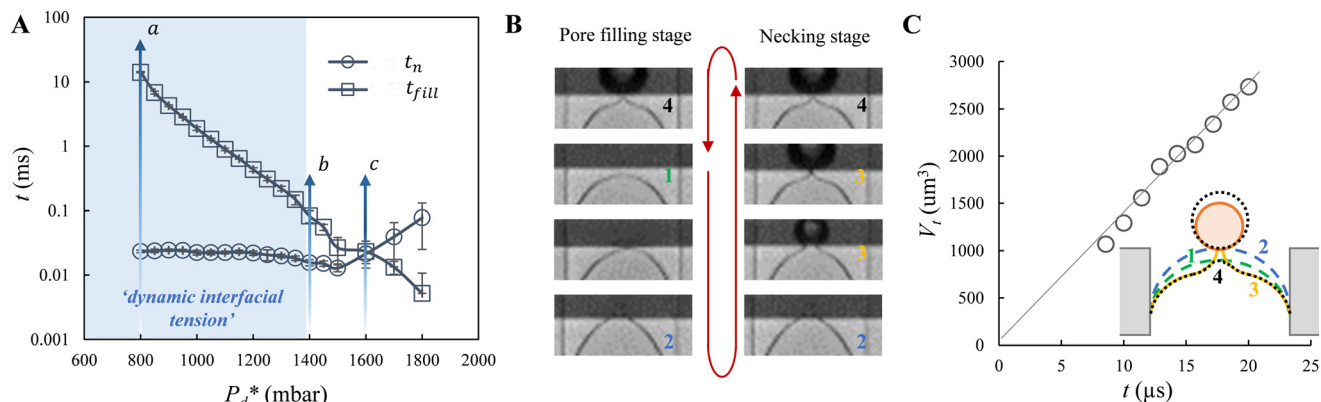 A
100
10
1
0.1
0.01
0.001
t (ms)
a
b
c
t_n
t_fill
‘dynamic interfacial
tension’
600 800 1000 1200 1400 1600 1800 2000
P_d* (mbar)
B
Pore filling stage
Necking stage
4
1
2
4
3
3
2
C
3000
2500
2000
1500
1000
500
0
V_t (um³)
1
2
3
4
0 5 10 15 20 25
t (µs)